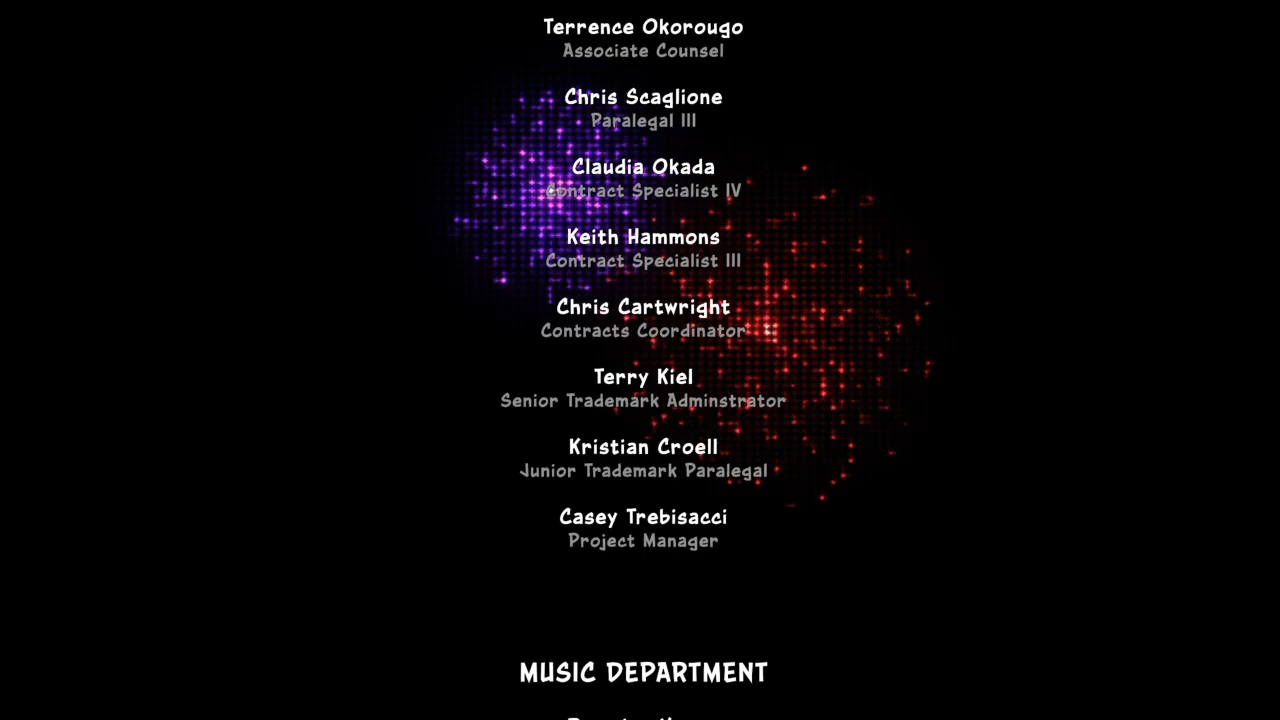 Terrence Okorougo
Associate Counsel
Chris Scaglione
Paralegal III
Claudia Okada
Contract Specialist IV
Keith Hammons
Contract Specialist III
Chris Cartwright
Contracts Coordinator
Terry Kiel
Senior Trademark Adminstrator
Kristian Croell
Junior Trademark Paralegal
Casey Trebisacci
Project Manager
MUSIC DEPARTMENT